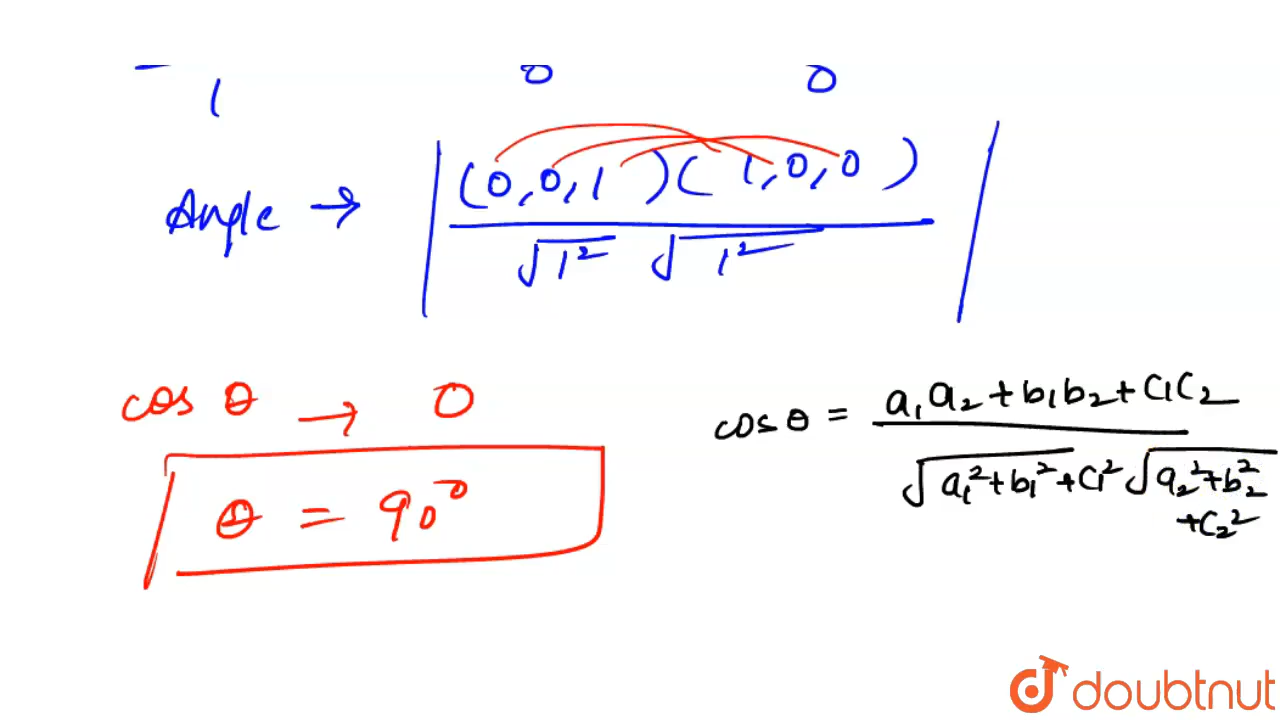 1 0 0
Angle → | (0,0,1)(1,0,0) / √1² √1² |
cos θ → 0
cos θ = a₁a₂+b₁b₂+c₁c₂ / √a₁²+b₁²+c₁² √a₂²+b₂²+c₂²
θ = 90°
doubtnut